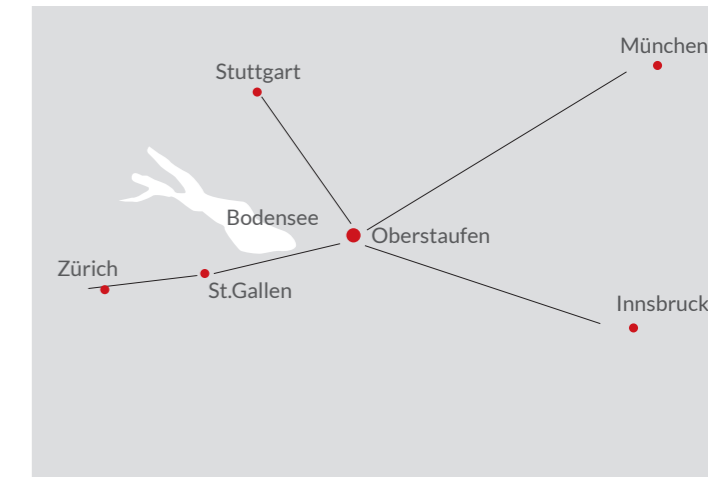 München
Stuttgart
Bodensee
Oberstaufen
Zürich
St.Gallen
Innsbruck